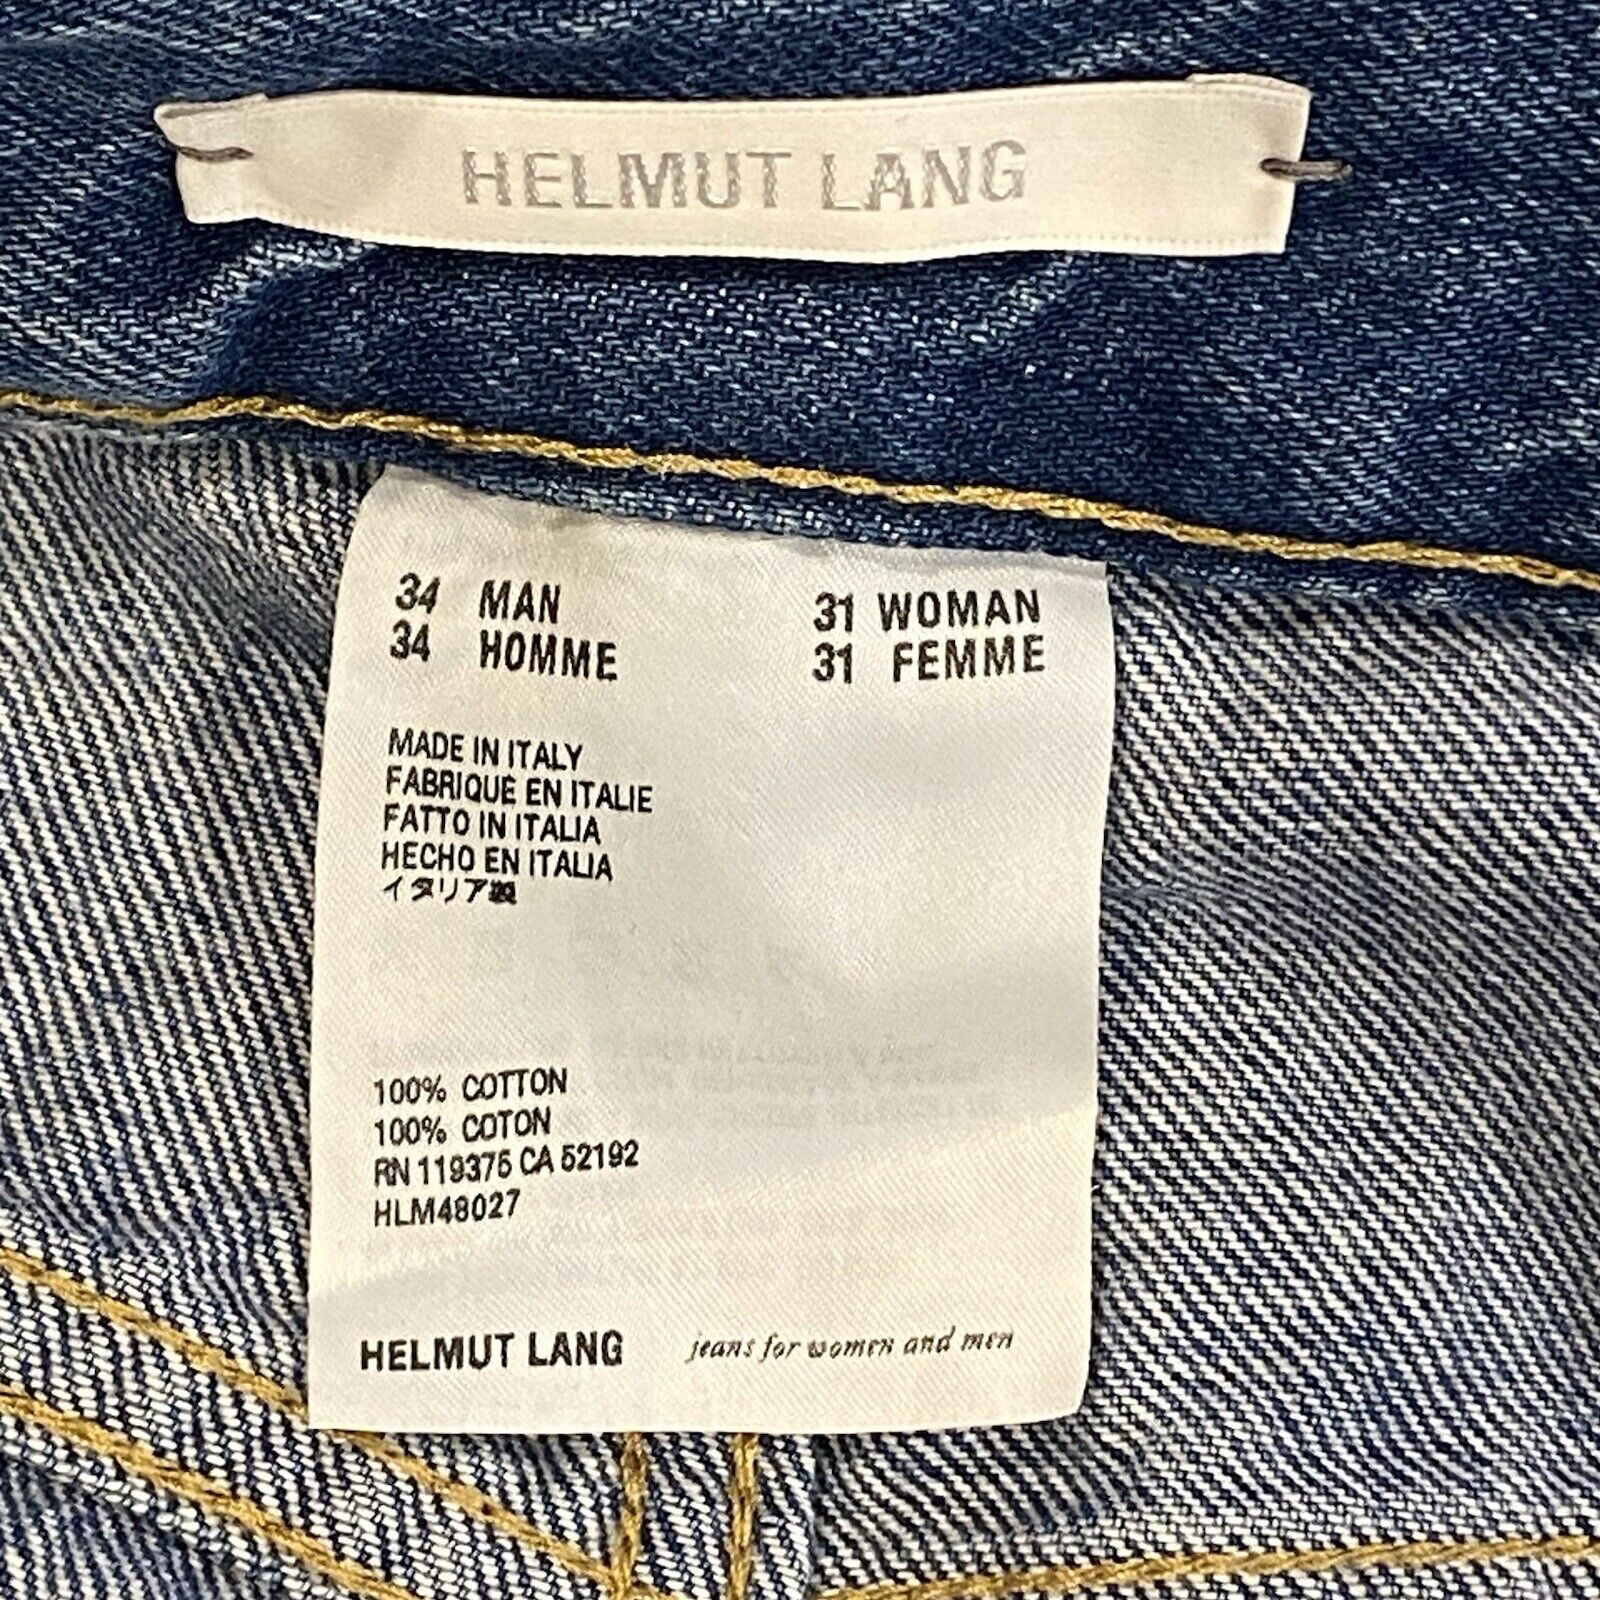 HELMUT LANG
34 MAN 31 WOMAN
34 HOMME 31 FEMME
MADE IN ITALY
FABRIQUÉ EN ITALIE
FATTO IN ITALIA
HECHO EN ITALIA
イタリア製
100% COTTON
100% COTON
RN 119375 CA 52192
HLM48027
HELMUT LANG jeans for women and men